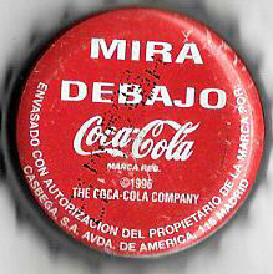 MIRA
DEBAJO
Coca-Cola
MARCA REG.
©1996
THE COCA-COLA COMPANY
ENVASADO CON AUTORIZACION DEL PROPIETARIO DE LA MARCA POR
CASBEGA, S.A. AVDA. DE AMERICA, 115 MADRID